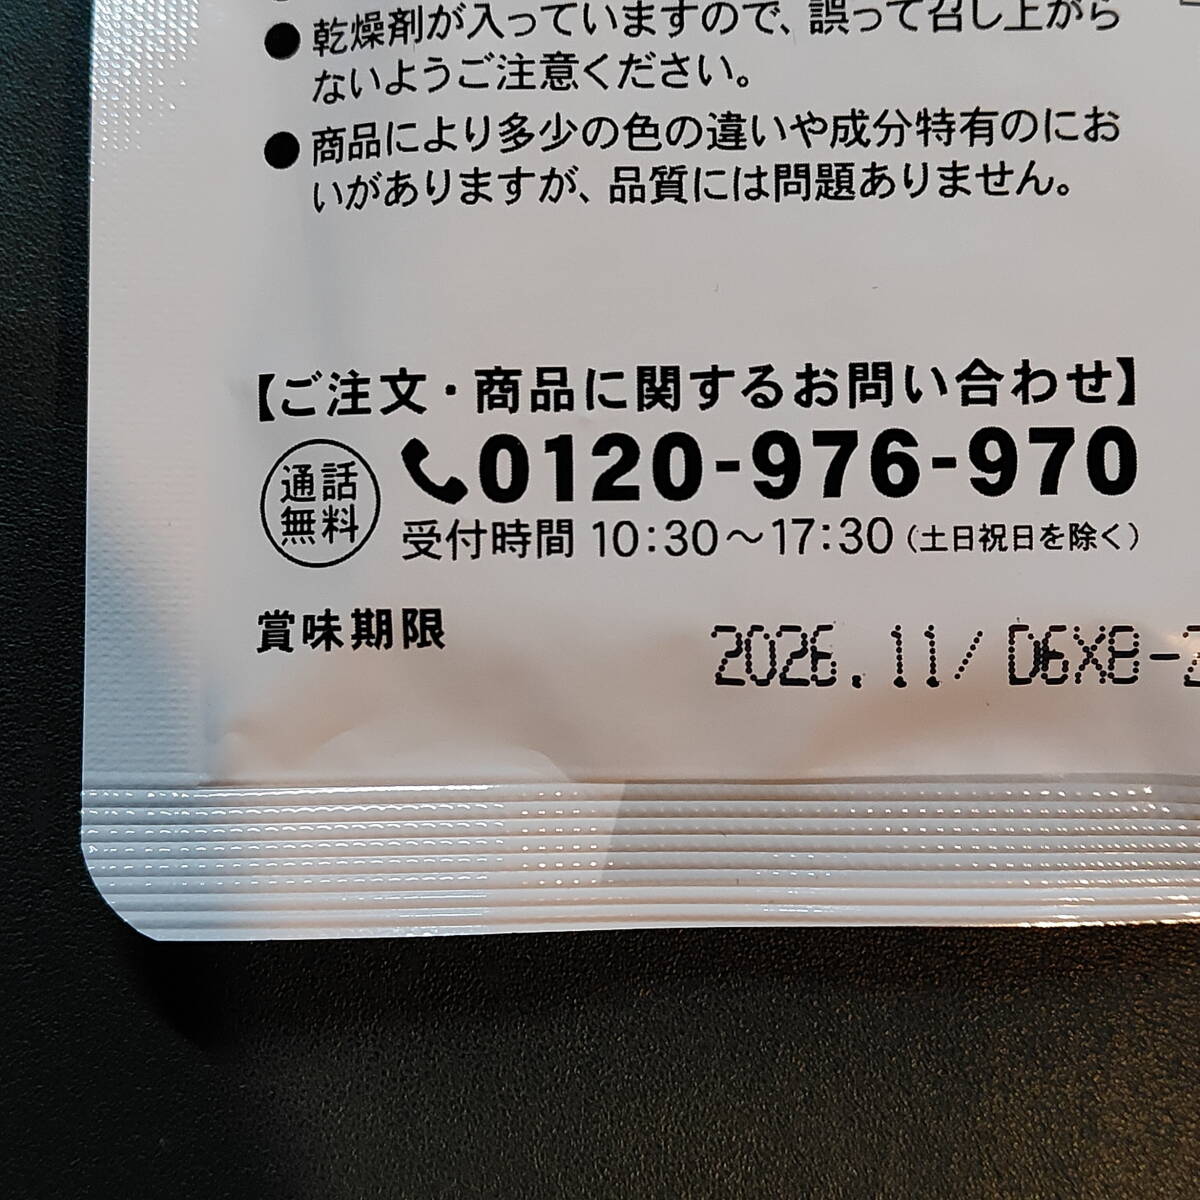 ●乾燥剤が入っていますので、誤って召し上がら
ないようご注意ください。
●商品により多少の色の違いや成分特有のにお
いがありますが、品質には問題ありません。
【ご注文・商品に関するお問い合わせ】
通話
無料
0120-976-970
受付時間 10:30〜17:30（土日祝日を除く）
賞味期限
2026.11/D6XB-